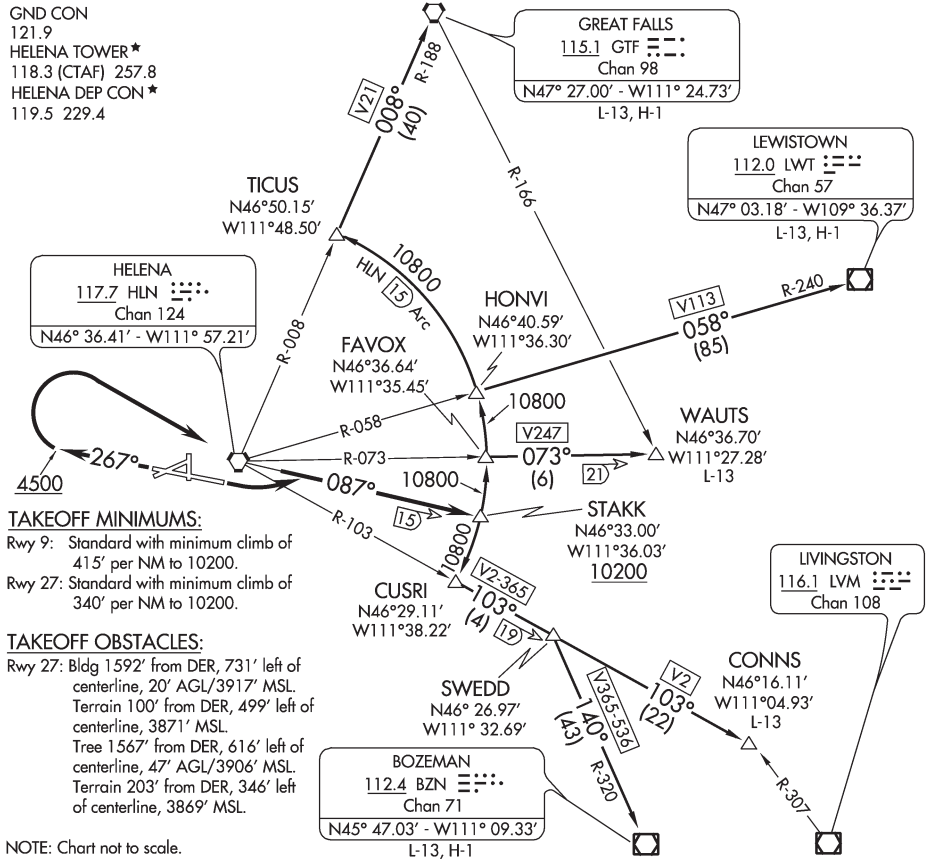 GND CON
121.9
HELENA TOWER★
118.3 (CTAF) 257.8
HELENA DEP CON★
119.5 229.4
GREAT FALLS
115.1 GTF
Chan 98
N47° 27.00' - W111° 24.73'
L-13, H-1
R-188
V21
008°
(40)
LEWISTOWN
112.0 LWT
Chan 57
N47° 03.18' - W109° 36.37'
L-13, H-1
R-166
TICUS
N46°50.15'
W111°48.50'
10800
HLN 15 Arc
HELENA
117.7 HLN
Chan 124
N46° 36.41' - W111° 57.21'
R-008
HONVI
N46°40.59'
W111°36.30'
V113
058°
(85)
R-240
FAVOX
N46°36.64'
W111°35.45'
R-058
10800
R-073
V247
073°
(6)
21
WAUTS
N46°36.70'
W111°27.28'
L-13
267°
4500
087°
15
10800
STAKK
N46°33.00'
W111°36.03'
10200
R-103
10800
CUSRI
N46°29.11'
W111°38.22'
V2-365
103°
(4)
19
TAKEOFF MINIMUMS:
Rwy 9: Standard with minimum climb of
415' per NM to 10200.
Rwy 27: Standard with minimum climb of
340' per NM to 10200.
TAKEOFF OBSTACLES:
Rwy 27: Bldg 1592' from DER, 731' left of
centerline, 20' AGL/3917' MSL.
Terrain 100' from DER, 499' left of
centerline, 3871' MSL.
Tree 1567' from DER, 616' left of
centerline, 47' AGL/3906' MSL.
Terrain 203' from DER, 346' left
of centerline, 3869' MSL.
NOTE: Chart not to scale.
LIVINGSTON
116.1 LVM
Chan 108
SWEDD
N46° 26.97'
W111° 32.69'
V2
103°
(22)
CONNS
N46°16.11'
W111°04.93'
L-13
V365-536
140°
(43)
R-320
R-307
BOZEMAN
112.4 BZN
Chan 71
N45° 47.03' - W111° 09.33'
L-13, H-1